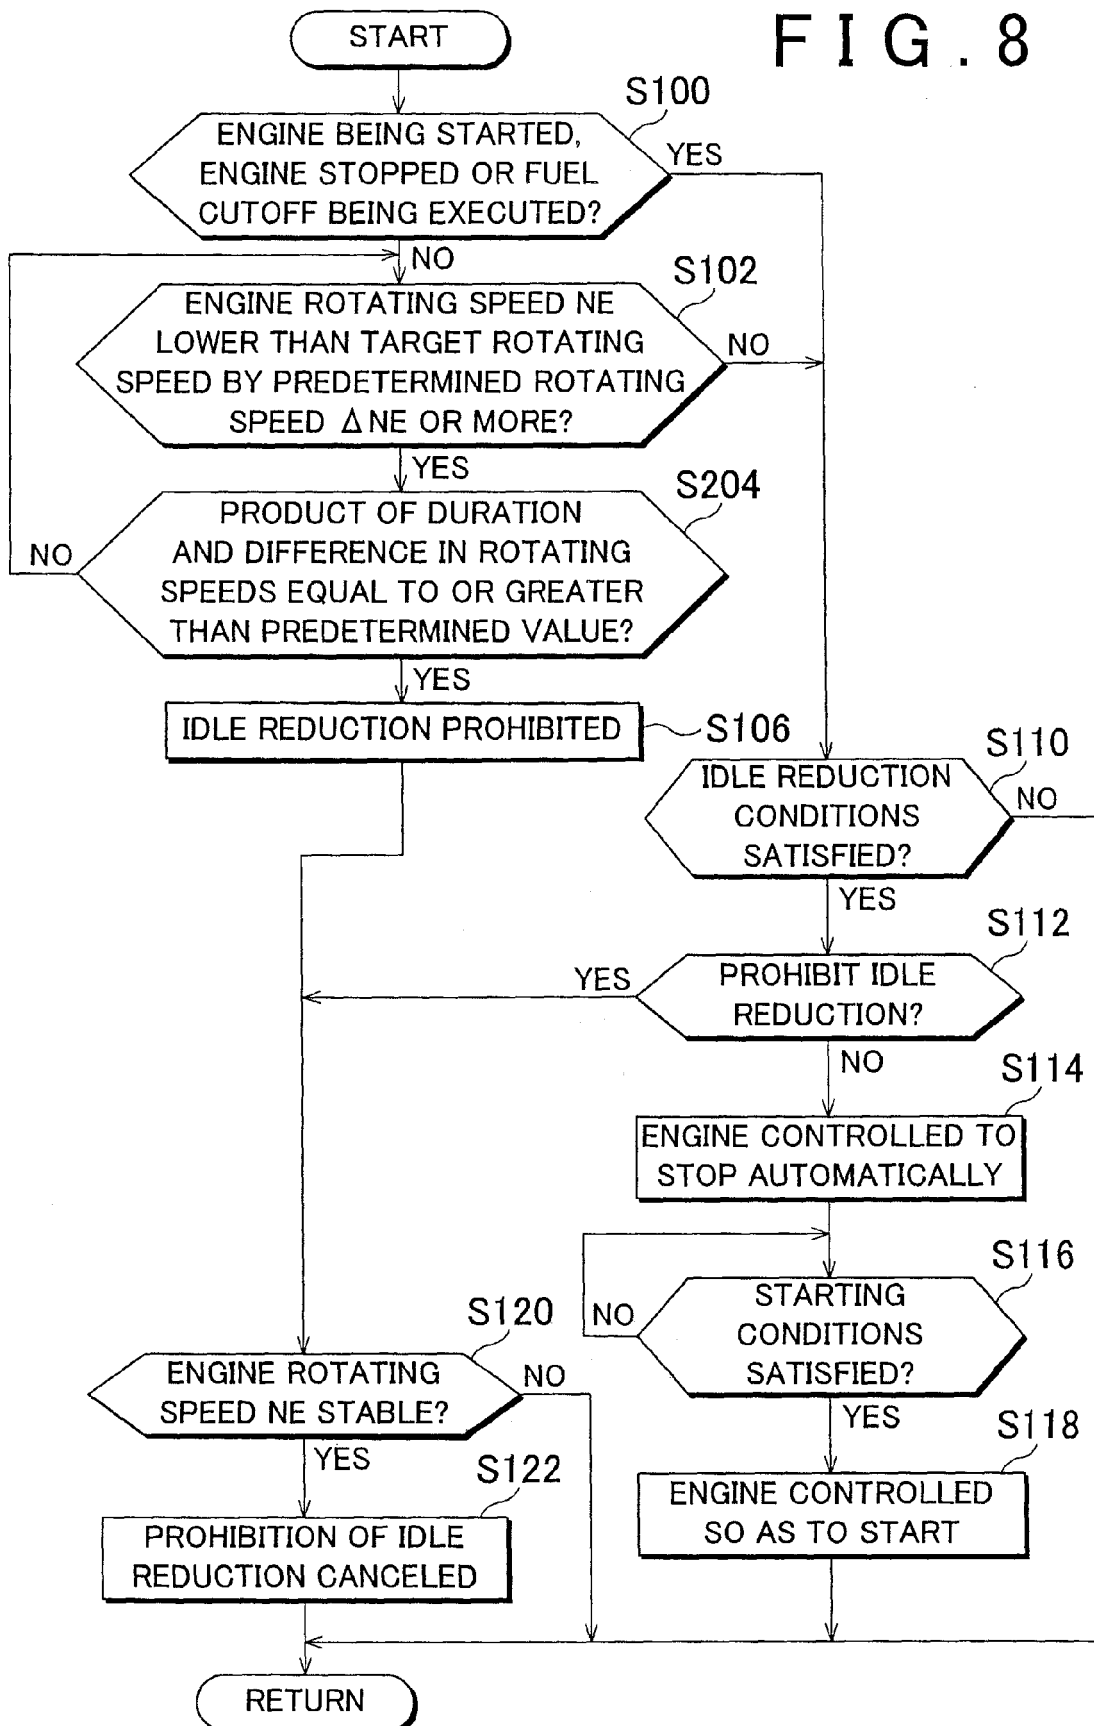 FIG. 8
START
S100
ENGINE BEING STARTED,
ENGINE STOPPED OR FUEL
CUTOFF BEING EXECUTED?
YES
NO
S102
ENGINE ROTATING SPEED NE
LOWER THAN TARGET ROTATING
SPEED BY PREDETERMINED ROTATING
SPEED ΔNE OR MORE?
NO
YES
S204
PRODUCT OF DURATION
AND DIFFERENCE IN ROTATING
SPEEDS EQUAL TO OR GREATER
THAN PREDETERMINED VALUE?
NO
YES
IDLE REDUCTION PROHIBITED
S106
S110
IDLE REDUCTION
CONDITIONS
SATISFIED?
NO
YES
S112
PROHIBIT IDLE
REDUCTION?
YES
NO
S114
ENGINE CONTROLLED TO
STOP AUTOMATICALLY
S116
STARTING
CONDITIONS
SATISFIED?
NO
YES
S118
ENGINE CONTROLLED
SO AS TO START
S120
ENGINE ROTATING
SPEED NE STABLE?
NO
YES
S122
PROHIBITION OF IDLE
REDUCTION CANCELED
RETURN